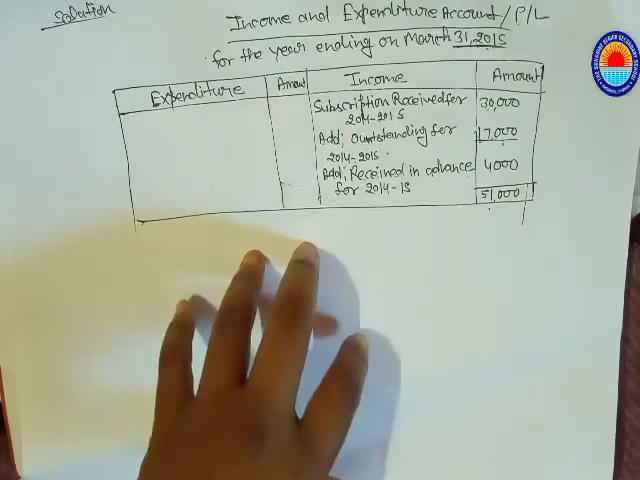 Solution
Income and Expenditure Account/P/L
for the year ending on March 31, 2015
Expenditure Amount Income Amount
Subscription Received for 30,000
2014-2015
Add; Outstanding for 17,000
2014-2015.
Add; Received in advance 4000
for 2014-15
51,000